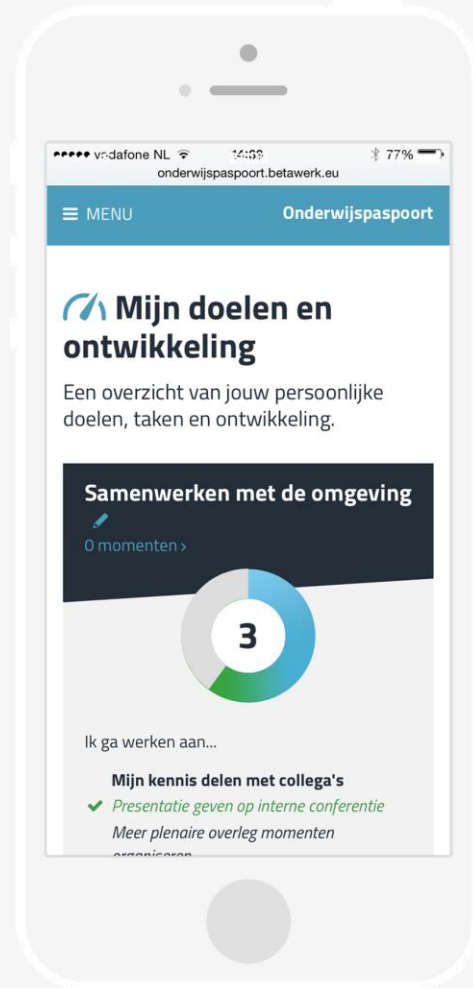 vodafone NL 77%
onderwijspaspoort.betawerk.eu
MENU Onderwijspaspoort
Mijn doelen en
ontwikkeling
Een overzicht van jouw persoonlijke
doelen, taken en ontwikkeling.
Samenwerken met de omgeving
0 momenten ›
3
Ik ga werken aan...
Mijn kennis delen met collega's
Presentatie geven op interne conferentie
Meer plenaire overleg momenten
organiseren